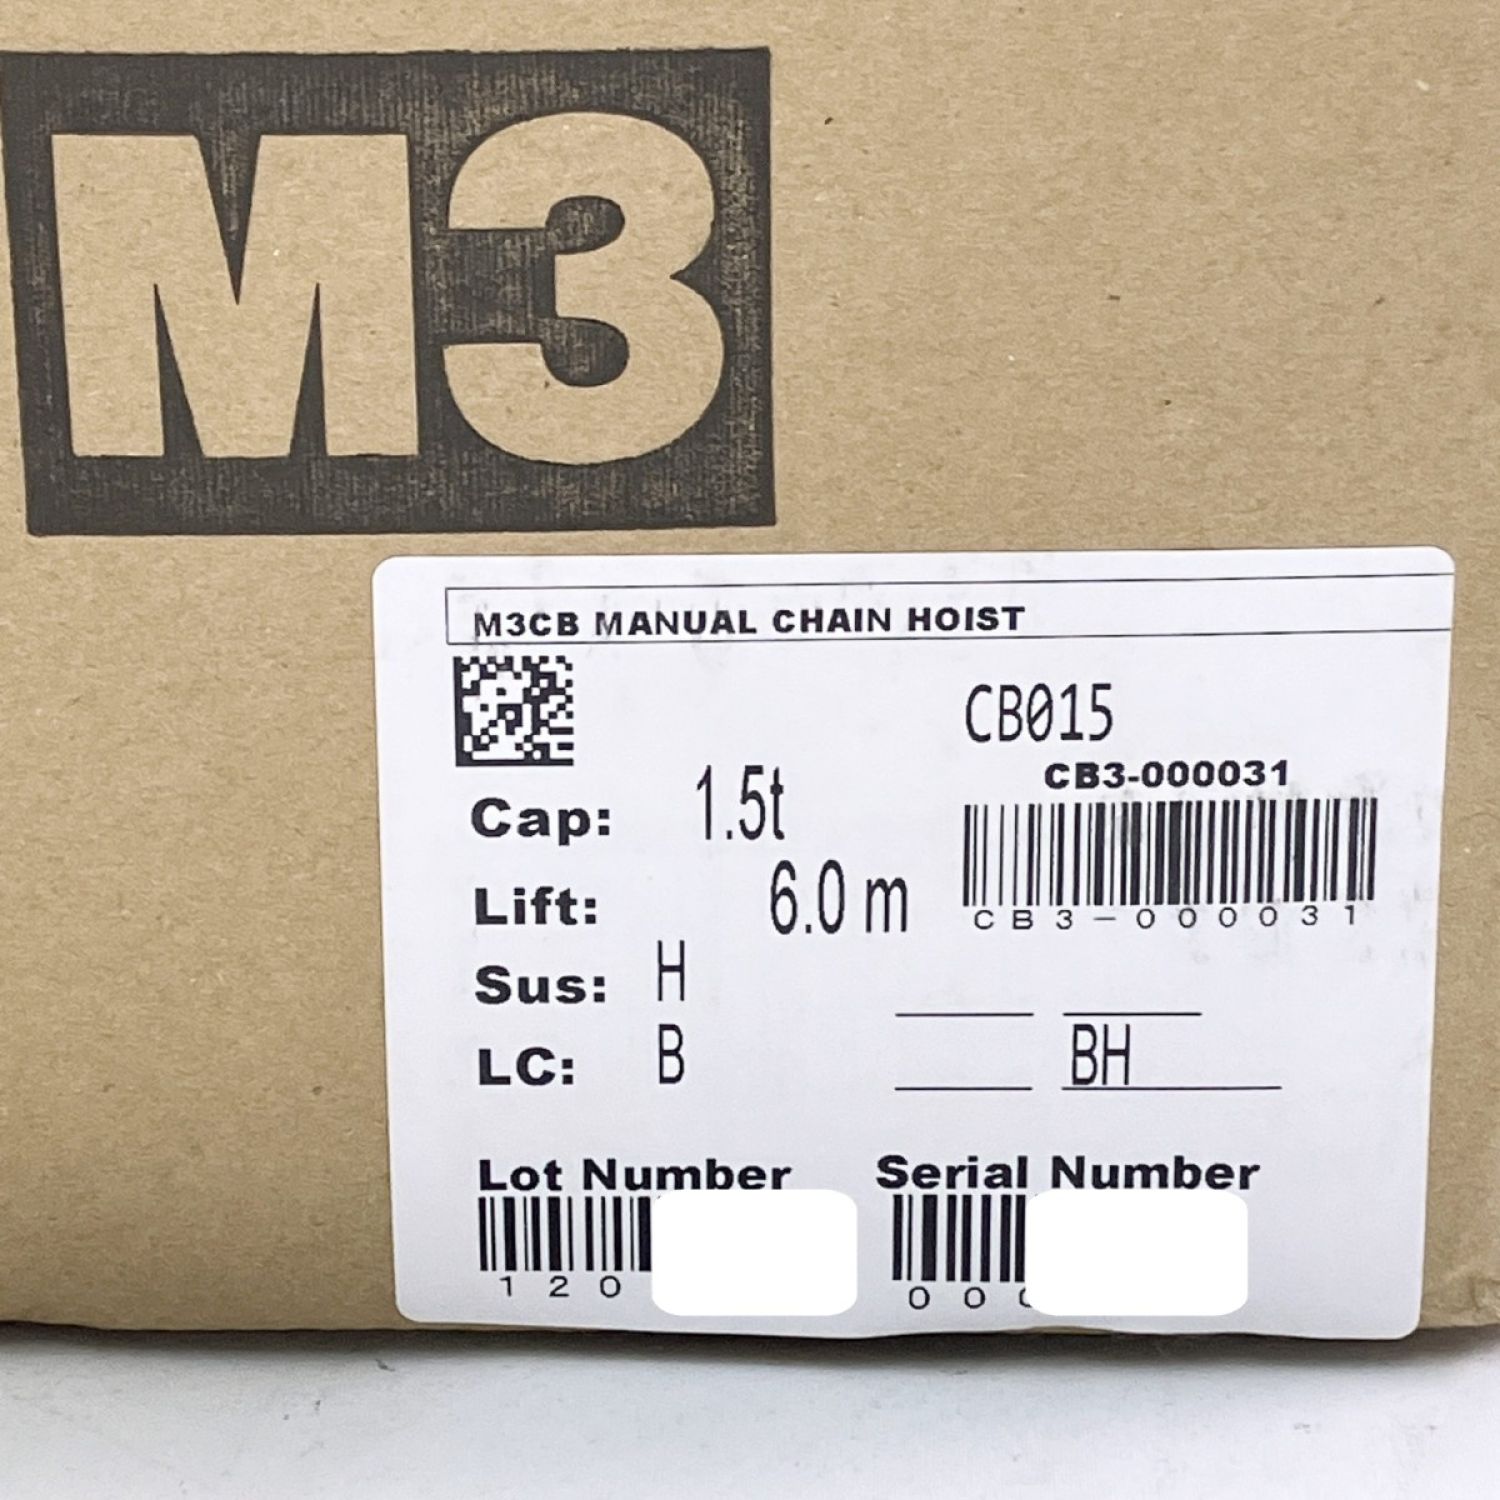 M3
M3CB MANUAL CHAIN HOIST
CB015
CB3-000031
Cap: 1.5t
Lift: 6.0 m
CB3-000031
Sus: H
LC: B
BH
Lot Number Serial Number
120
00